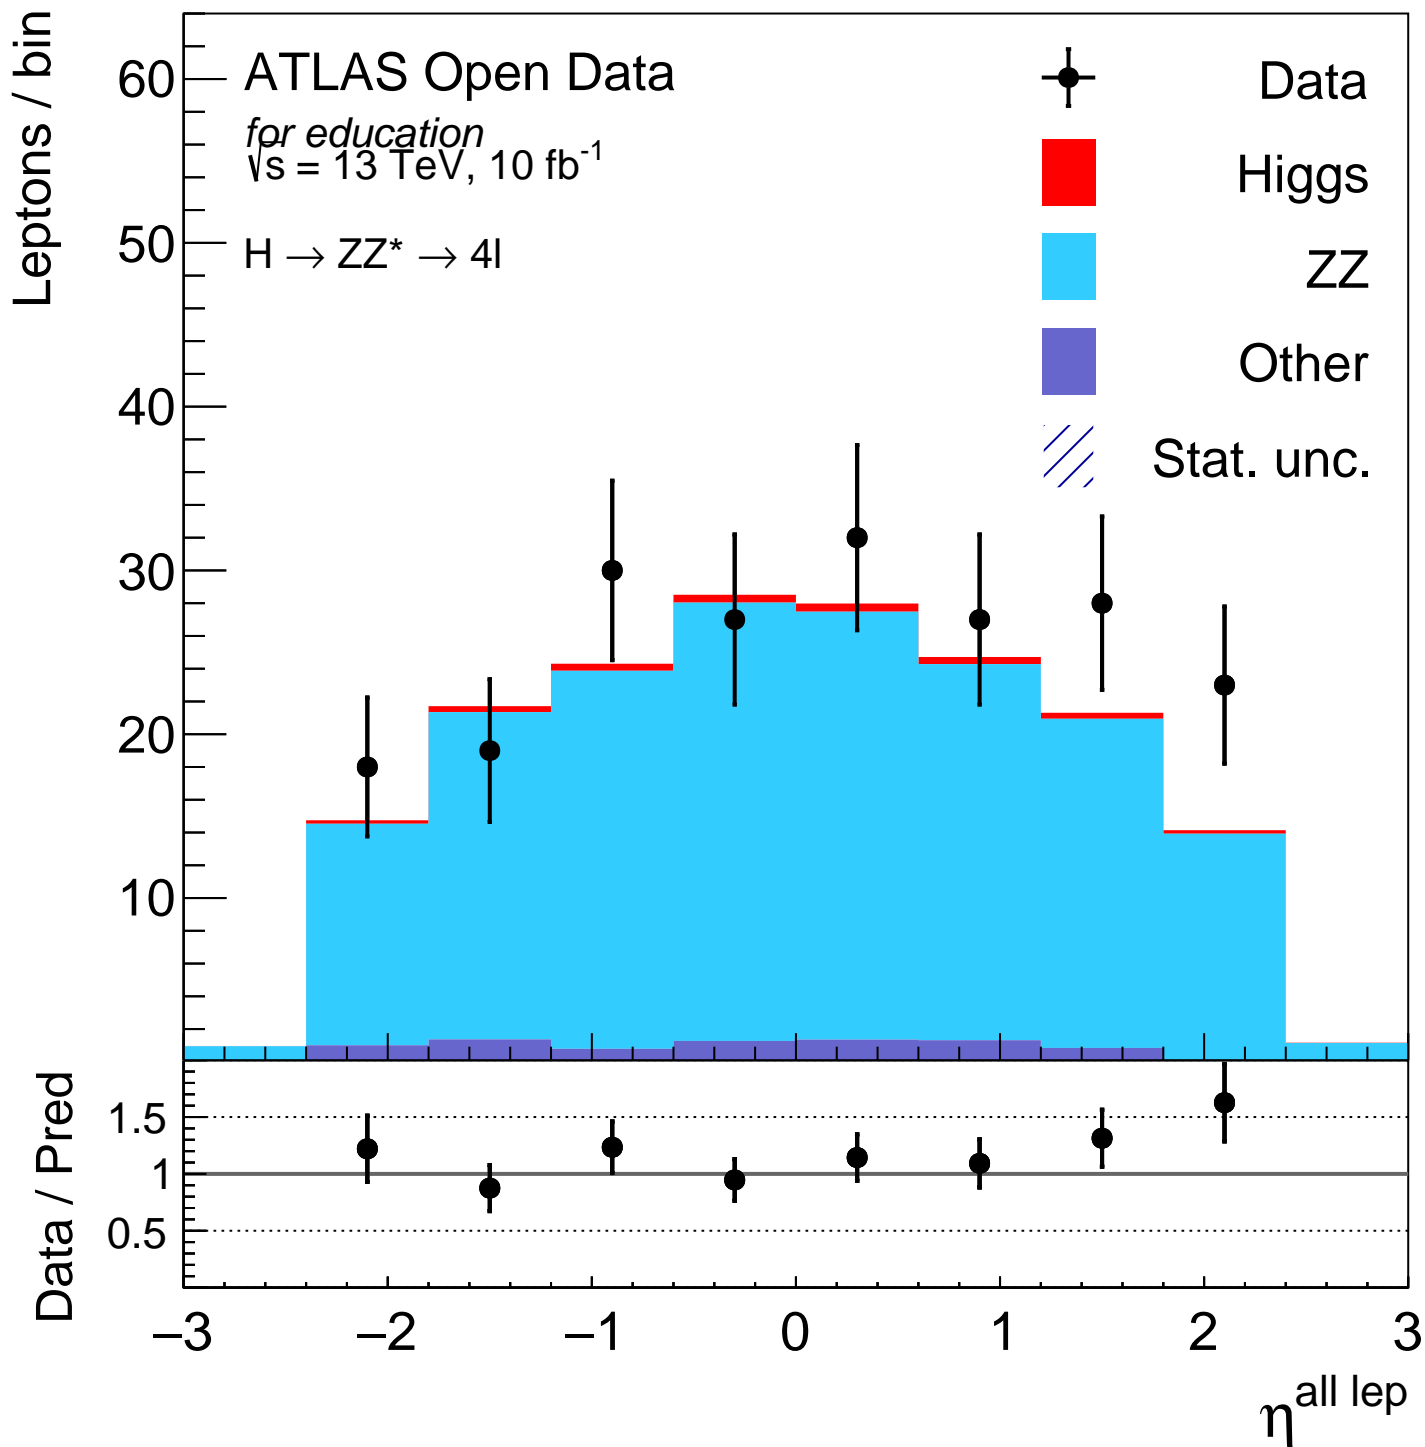 Leptons / bin
60
50
40
30
20
10
ATLAS Open Data
for education
√s = 13 TeV, 10 fb⁻¹
H → ZZ* → 4l
Data
Higgs
ZZ
Other
Stat. unc.
Data / Pred
1.5
1
0.5
−3 −2 −1 0 1 2 3
η^all lep